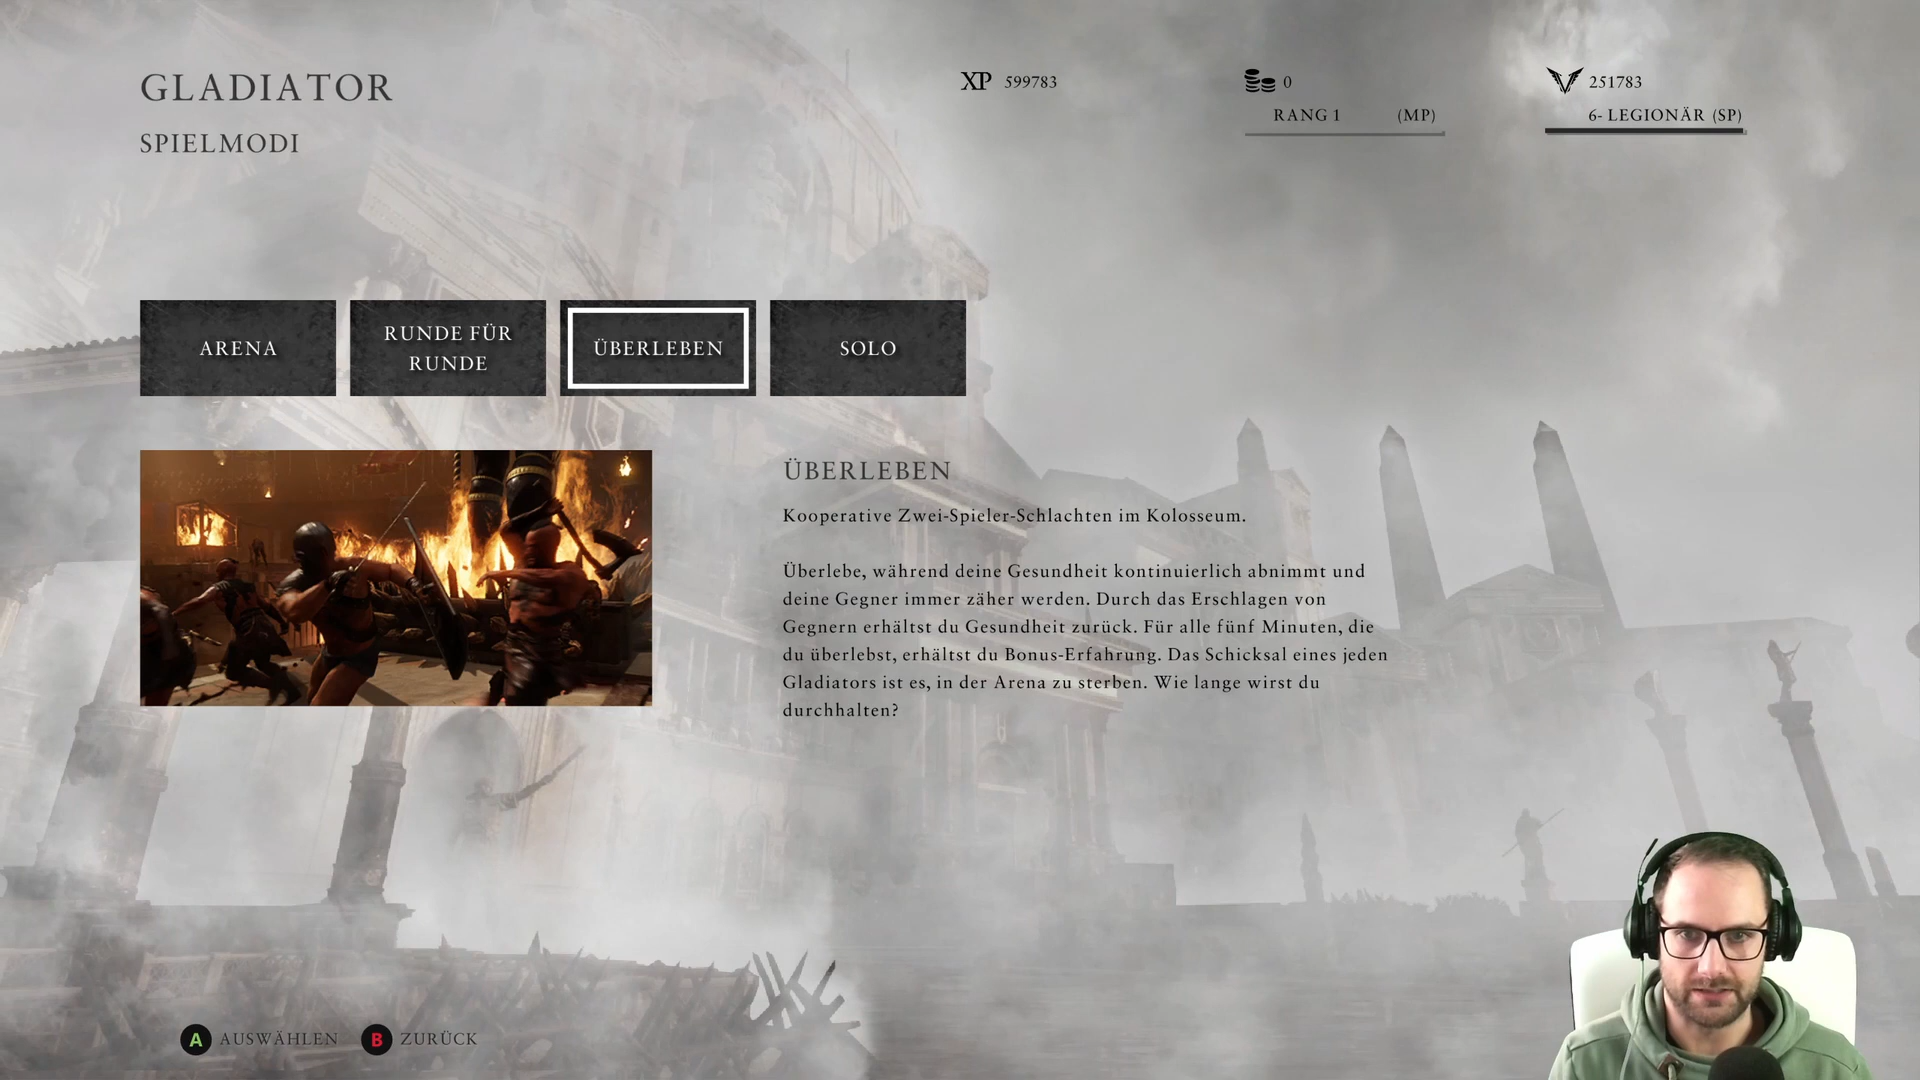 GLADIATOR
SPIELMODI
XP 599783
0
RANG 1 (MP)
251783
6- LEGIONÄR (SP)
ARENA
RUNDE FÜR
RUNDE
ÜBERLEBEN
SOLO
ÜBERLEBEN
Kooperative Zwei-Spieler-Schlachten im Kolosseum.
Überlebe, während deine Gesundheit kontinuierlich abnimmt und
deine Gegner immer zäher werden. Durch das Erschlagen von
Gegnern erhältst du Gesundheit zurück. Für alle fünf Minuten, die
du überlebst, erhältst du Bonus-Erfahrung. Das Schicksal eines jeden
Gladiators ist es, in der Arena zu sterben. Wie lange wirst du
durchhalten?
A AUSWÄHLEN B ZURÜCK